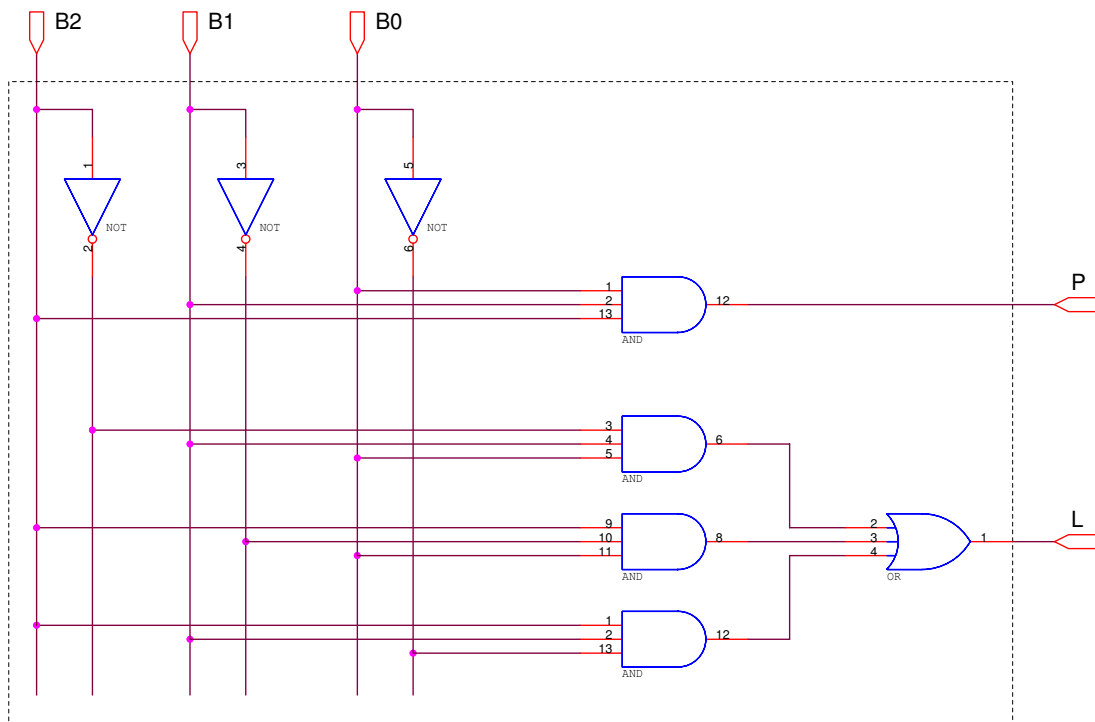 B2 B1 B0
1 3 5
NOT NOT NOT
2 4 6
1
2 12 P
13
AND
3
4 6
5
AND
9 2 L
10 8 3 1
11 4
AND OR
1
2 12
13
AND